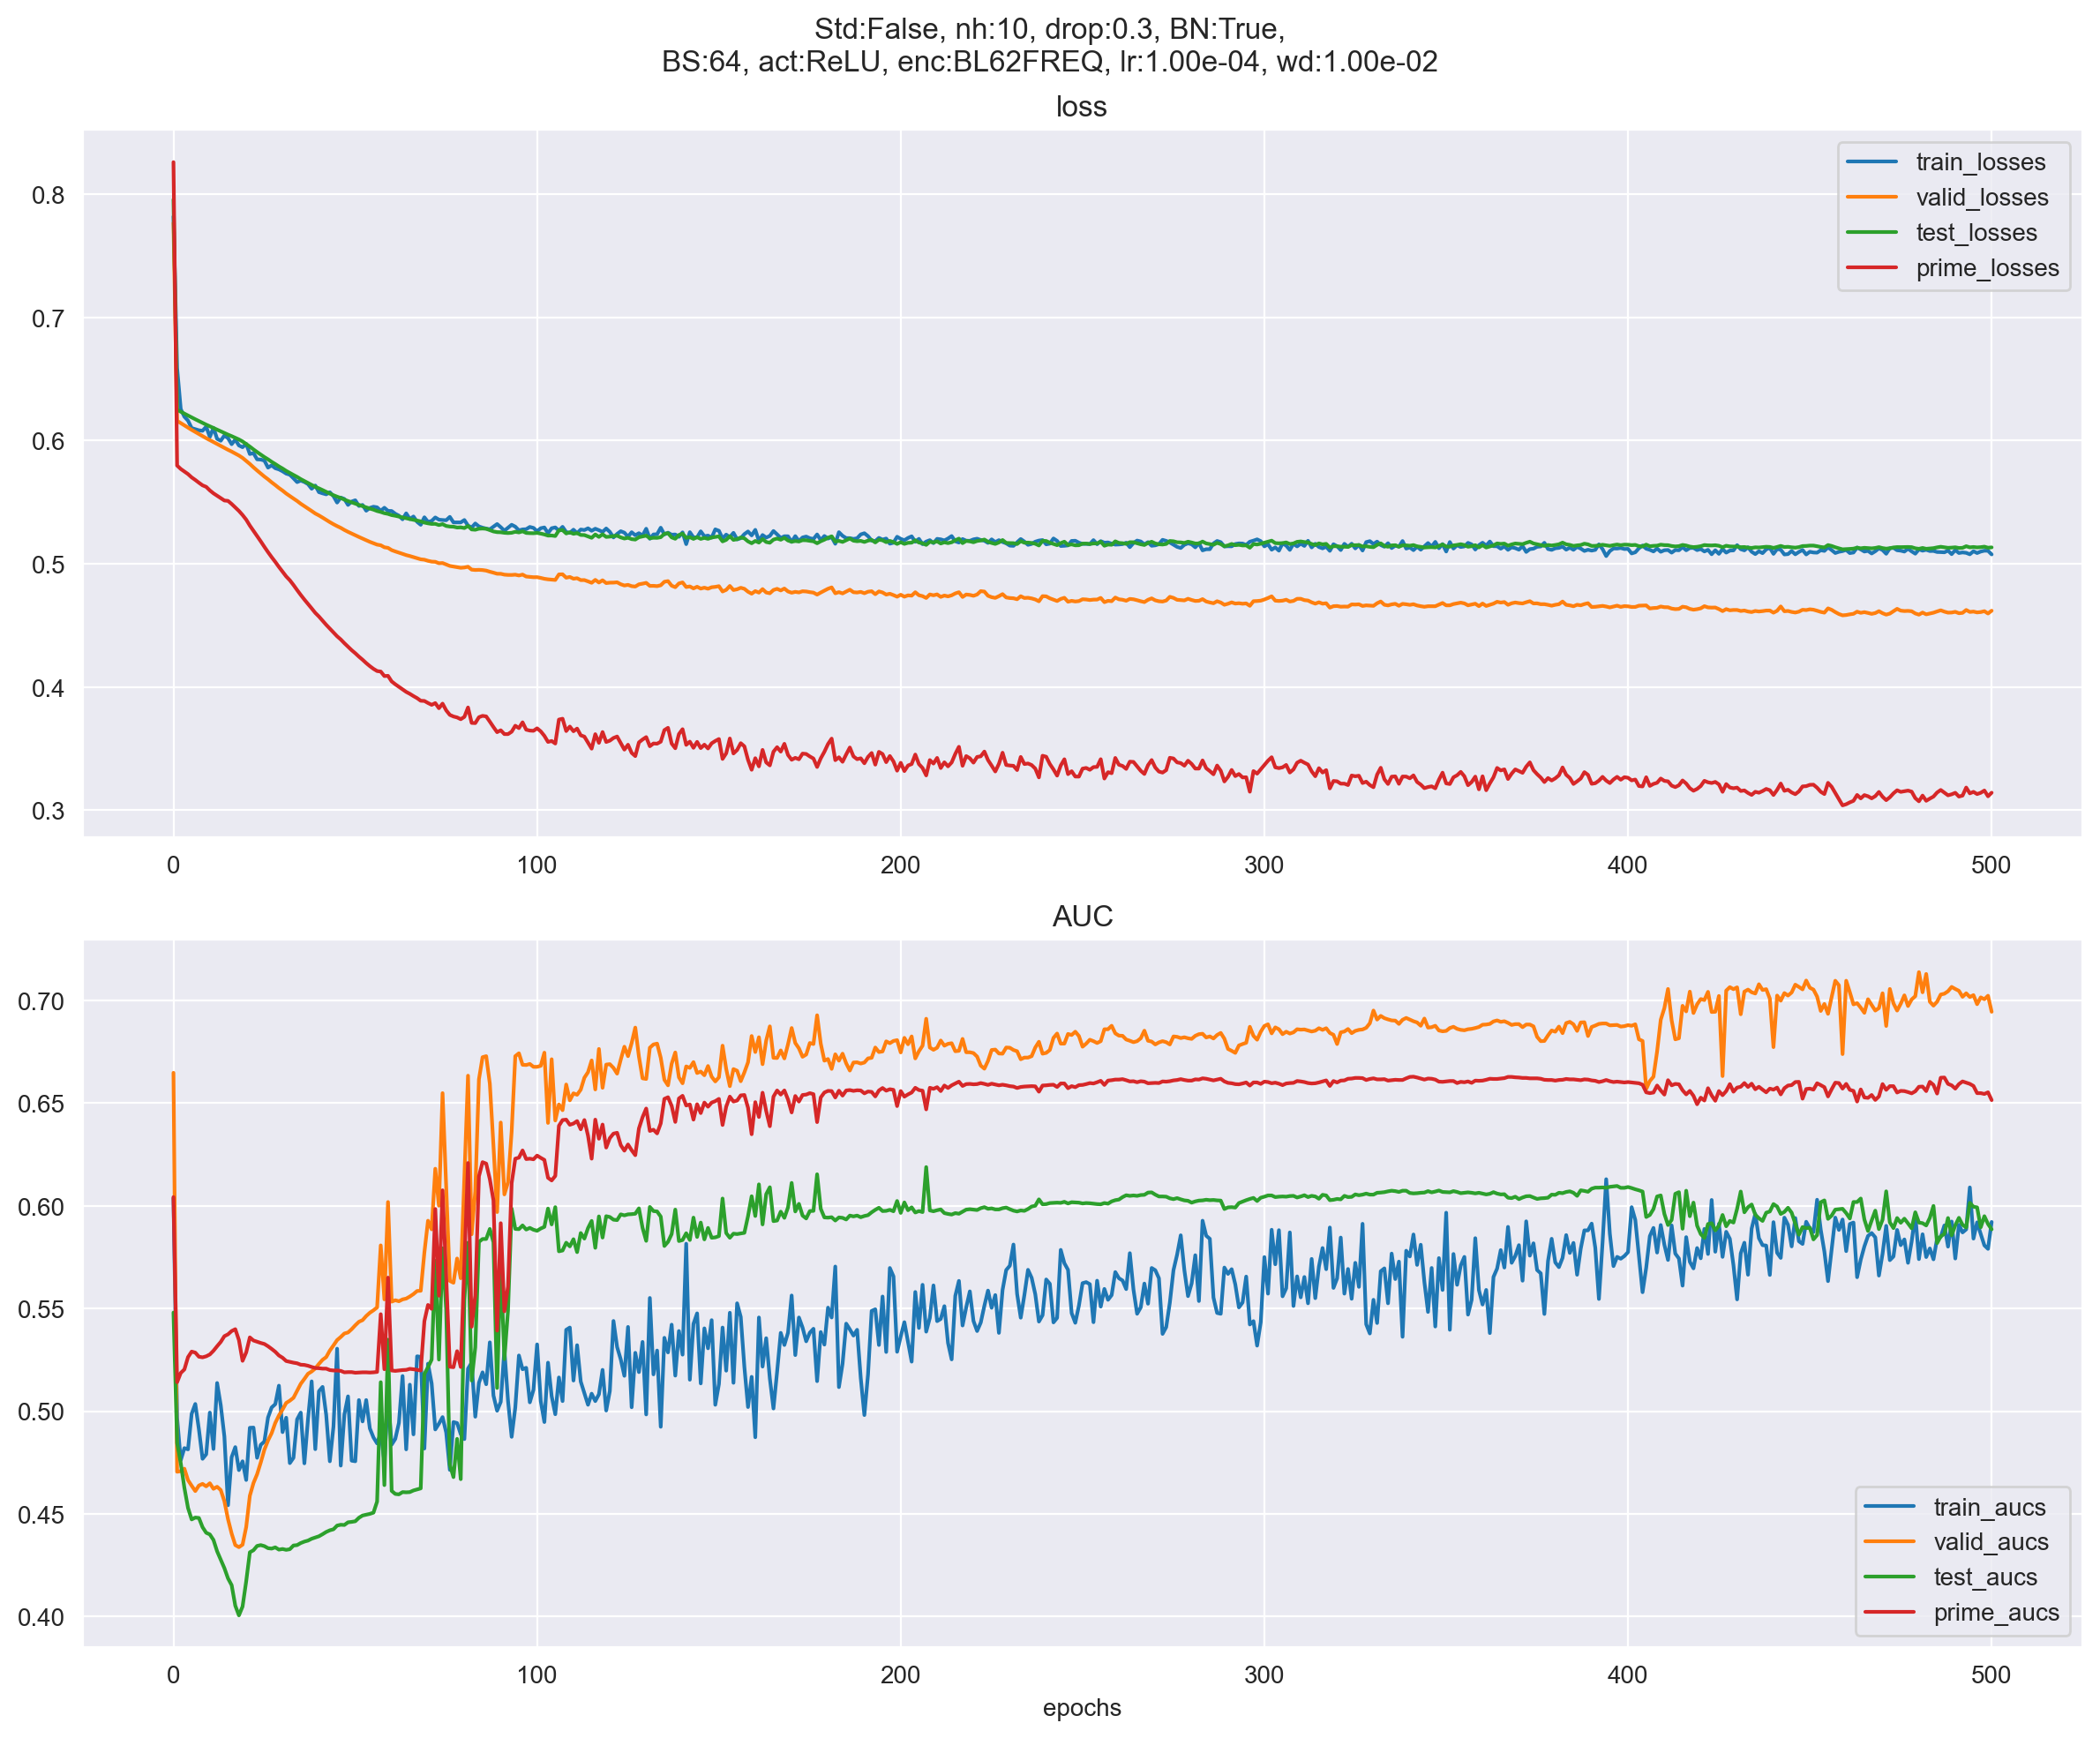 Std:False, nh:10, drop:0.3, BN:True,
BS:64, act:ReLU, enc:BL62FREQ, lr:1.00e-04, wd:1.00e-02
loss
0.8
0.7
0.6
0.5
0.4
0.3
train_losses
valid_losses
test_losses
prime_losses
0 100 200 300 400 500
AUC
0.70
0.65
0.60
0.55
0.50
0.45
0.40
train_aucs
valid_aucs
test_aucs
prime_aucs
0 100 200 300 400 500
epochs